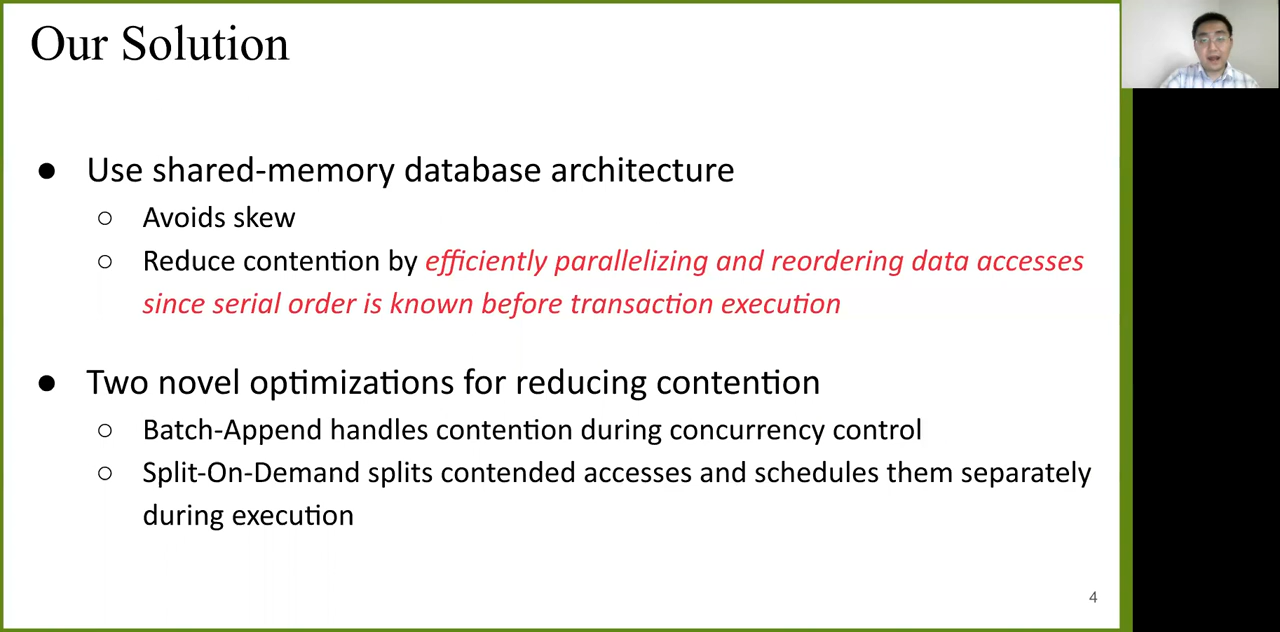 Our Solution
● Use shared-memory database architecture
○ Avoids skew
○ Reduce contention by efficiently parallelizing and reordering data accesses
since serial order is known before transaction execution
● Two novel optimizations for reducing contention
○ Batch-Append handles contention during concurrency control
○ Split-On-Demand splits contended accesses and schedules them separately
during execution
4